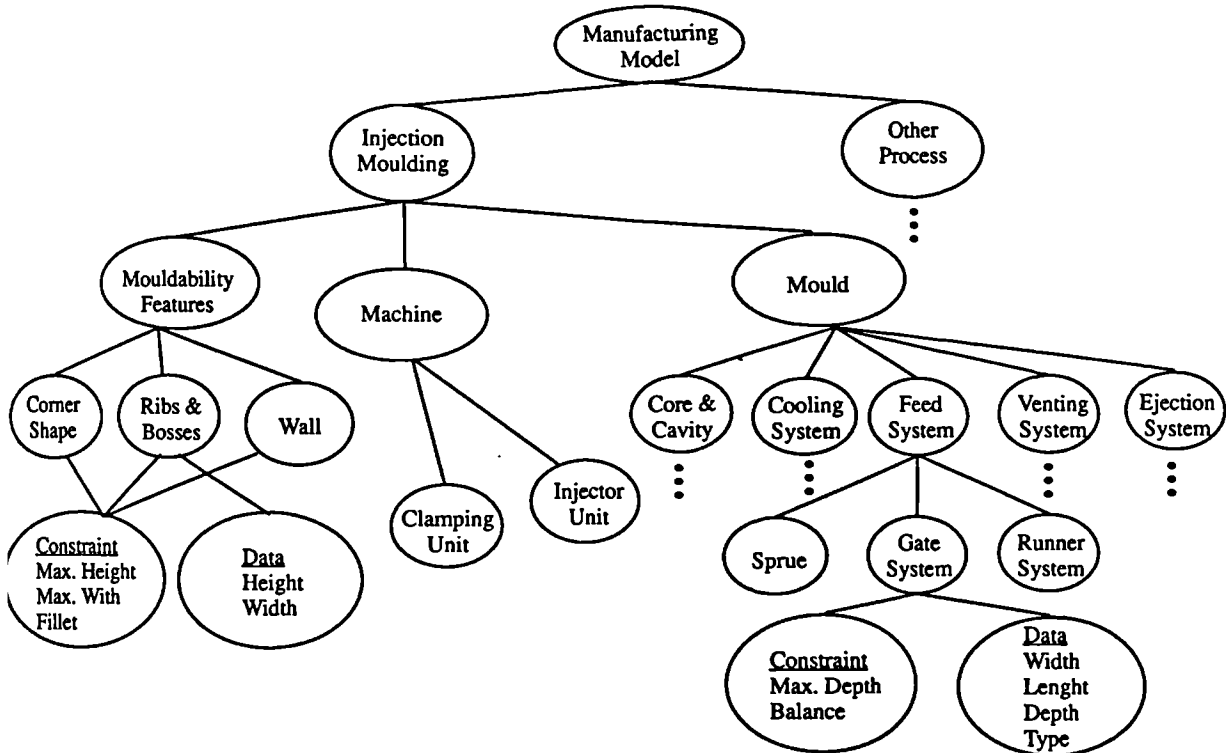 Manufacturing
Model
Injection
Moulding
Other
Process
Mouldability
Features
Machine
Mould
Corner
Shape
Ribs &
Bosses
Wall
Core &
Cavity
Cooling
System
Feed
System
Venting
System
Ejection
System
Clamping
Unit
Injector
Unit
Sprue
Gate
System
Runner
System
Constraint
Max. Height
Max. With
Fillet
Data
Height
Width
Constraint
Max. Depth
Balance
Data
Width
Lenght
Depth
Type